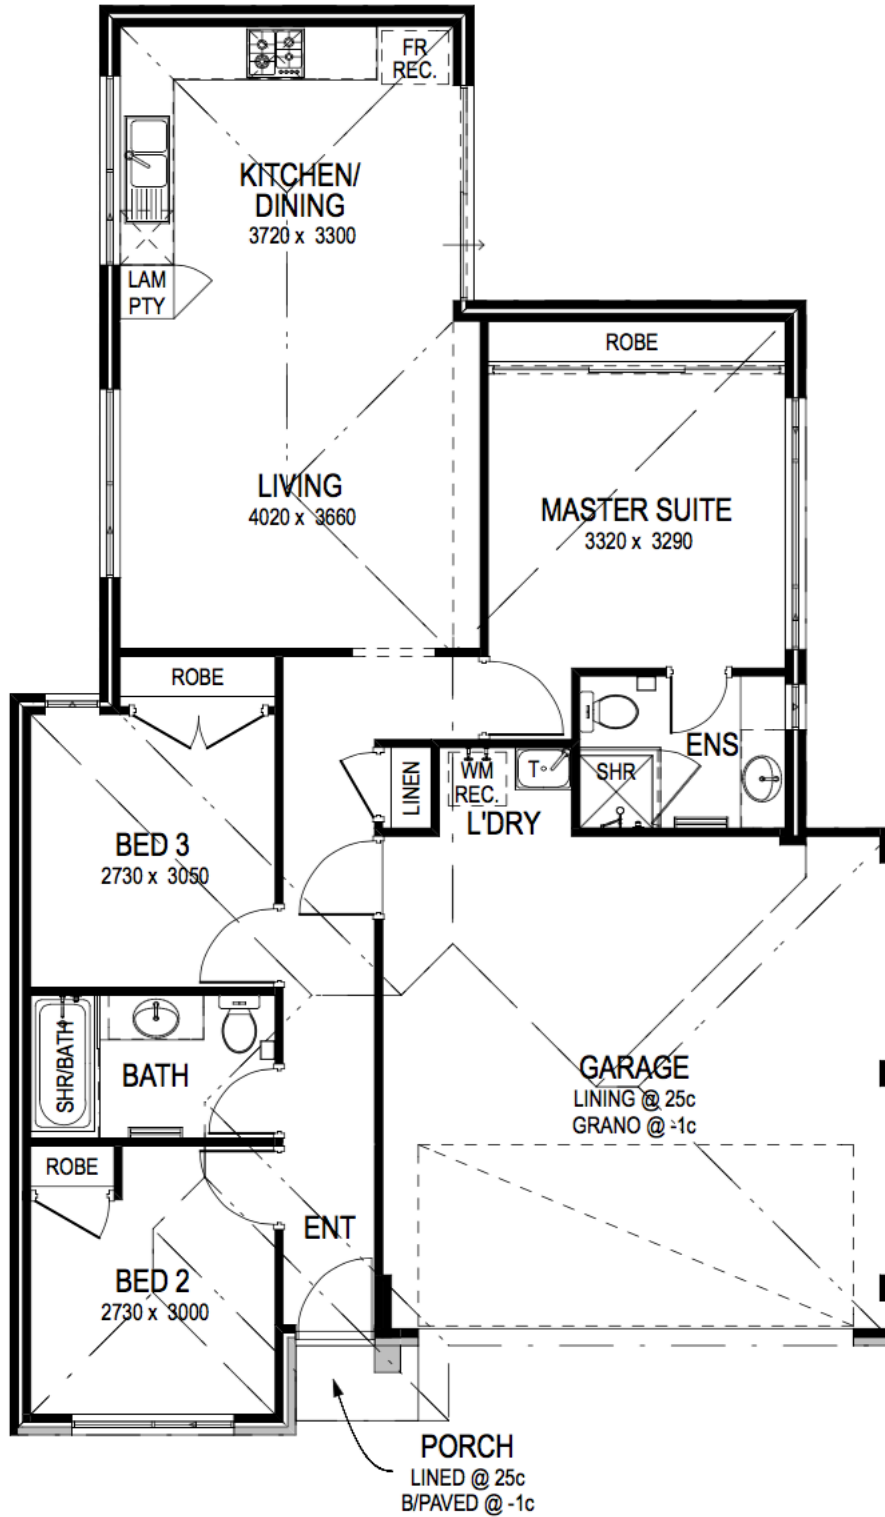 FR
REC.
KITCHEN/
DINING
3720 x 3300
LAM
PTY
ROBE
LIVING
4020 x 3660
MASTER SUITE
3320 x 3290
ROBE
ENS
SHR
WM
REC.
T
LINEN
L'DRY
BED 3
2730 x 3050
SHR/BATH
BATH
GARAGE
LINING @ 25c
GRANO @ -1c
ROBE
ENT
BED 2
2730 x 3000
PORCH
LINED @ 25c
B/PAVED @ -1c